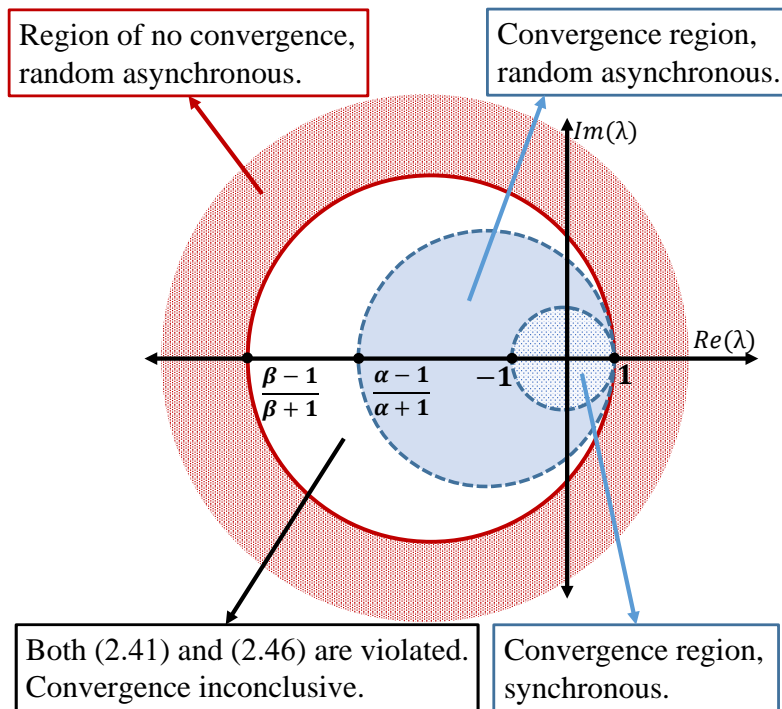 Region of no convergence,
random asynchronous.
Convergence region,
random asynchronous.
Im(λ)
Re(λ)
β − 1
β + 1
α − 1
α + 1
−1
1
Both (2.41) and (2.46) are violated.
Convergence inconclusive.
Convergence region,
synchronous.